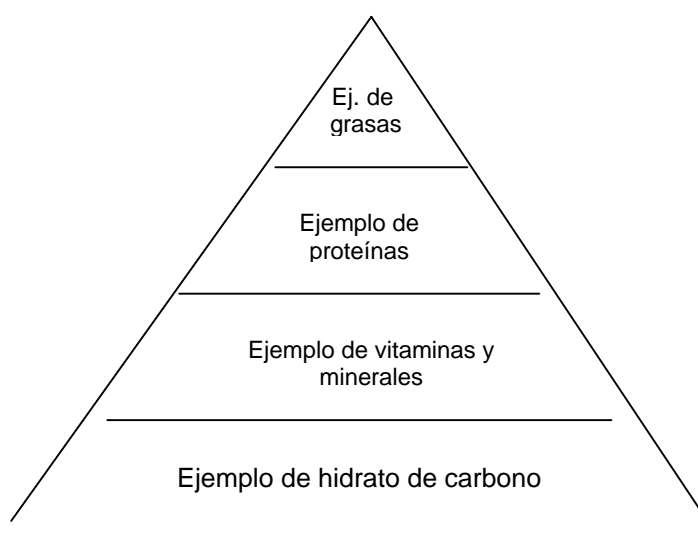 Ej. de
grasas
Ejemplo de
proteínas
Ejemplo de vitaminas y
minerales
Ejemplo de hidrato de carbono